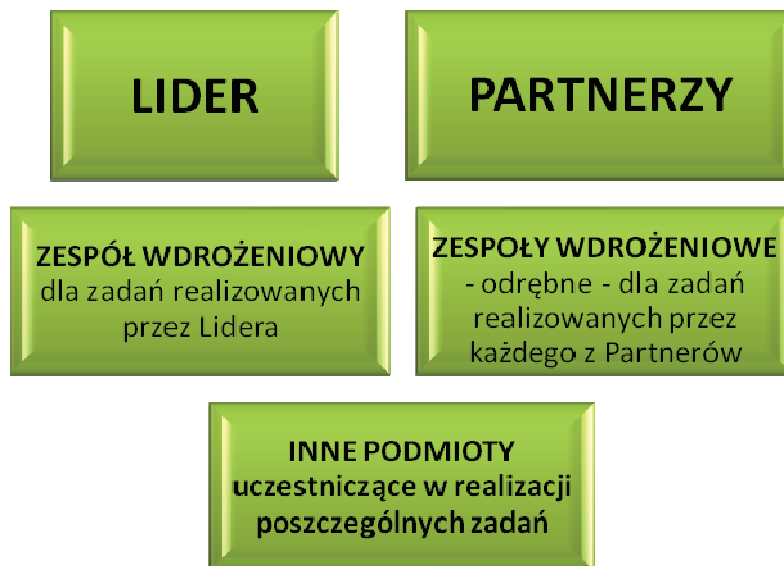 LIDER
PARTNERZY
ZESPÓŁ WDROŻENIOWY
dla zadań realizowanych
przez Lidera
ZESPOŁY WDROŻENIOWE
- odrębne - dla zadań
realizowanych przez
każdego z Partnerów
INNE PODMIOTY
uczestniczące w realizacji
poszczególnych zadań